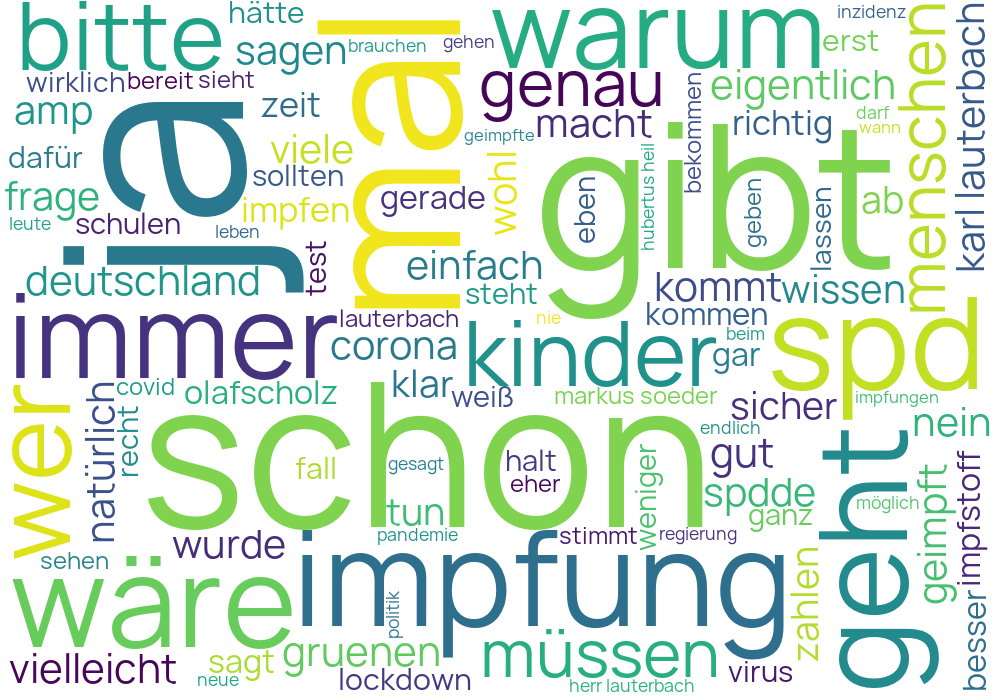 bitte
hätte
sagen
brauchen
gehen
warum
inzidenz
erst
menschen
karl lauterbach
wirklich
bereit
sieht
genau
eigentlich
amp
ja
zeit
mal
geimpfte
macht
bekommen
richtig
darf
wann
dafür
viele
sollten
wohl
gibt
hubertus heil
eben
geben
lassen
ab
frage
schulen
impfen
gerade
leute
leben
test
deutschland
einfach
steht
kommt
wissen
kommen
immer
lauterbach
nie
corona
kinder
beim
gar
spd
wer
natürlich
covid
recht
olafscholz
klar
weiß
markus soeder
sicher
impfungen
nein
schon
fall
gesagt
halt
eher
endlich
gut
weniger
spdde
ganz
geht
möglich
geimpft
impfstoff
tun
pandemie
stimmt
regierung
sehen
wurde
wäre
impfung
politik
zahlen
besser
vielleicht
sagt
neue
gruenen
lockdown
müssen
herr lauterbach
virus